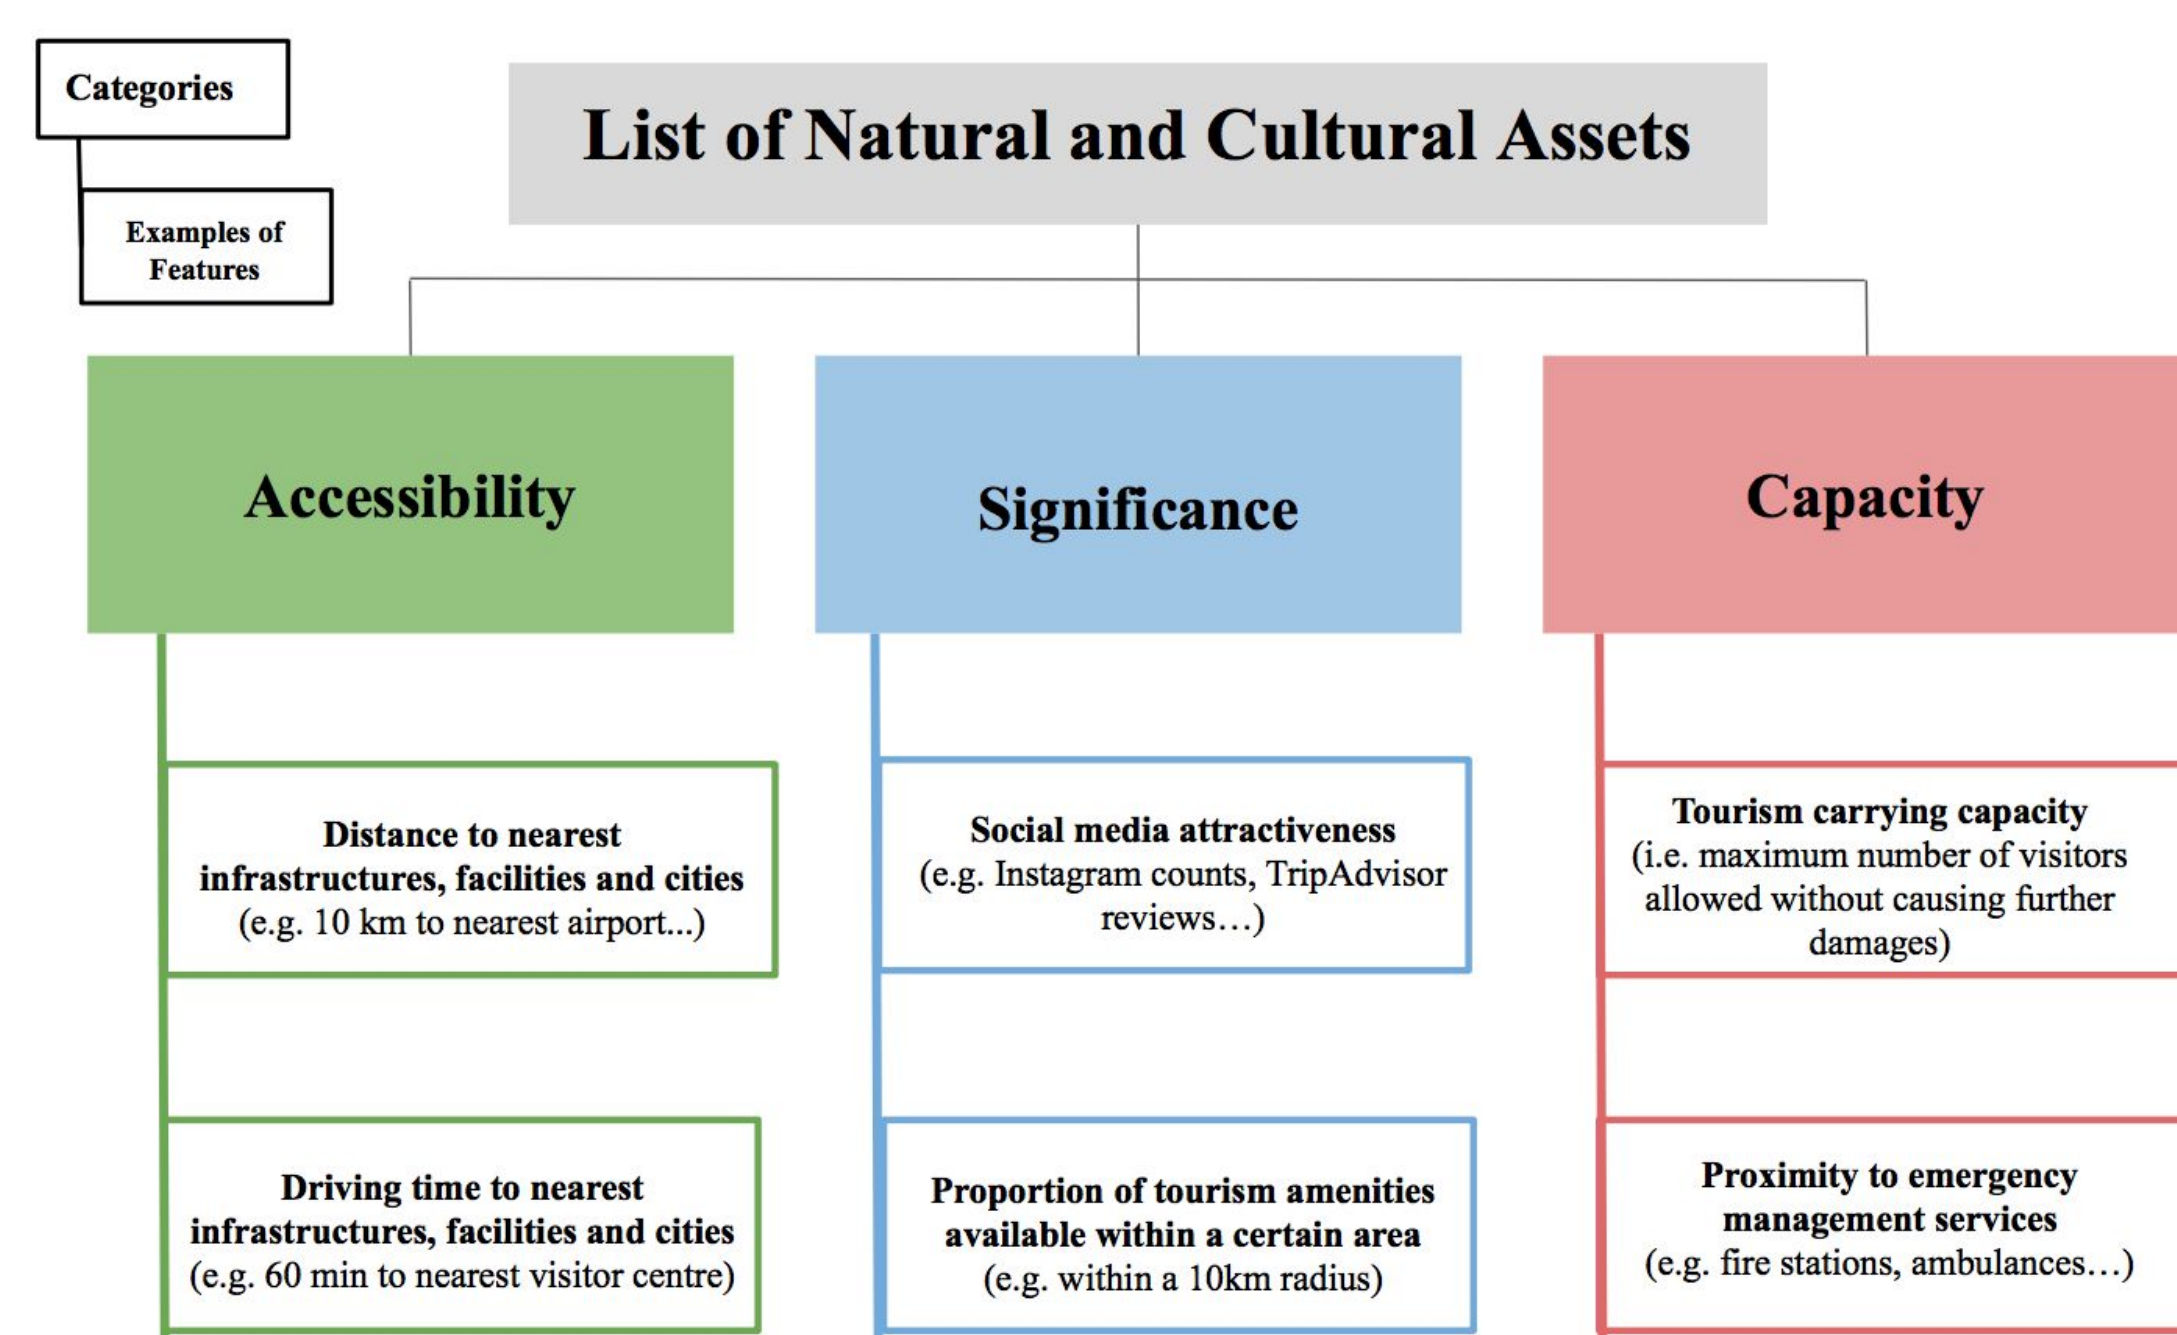 Categories
Examples of
Features
List of Natural and Cultural Assets
Accessibility
Distance to nearest
infrastructures, facilities and cities
(e.g. 10 km to nearest airport...)
Driving time to nearest
infrastructures, facilities and cities
(e.g. 60 min to nearest visitor centre)
Significance
Social media attractiveness
(e.g. Instagram counts, TripAdvisor
reviews…)
Proportion of tourism amenities
available within a certain area
(e.g. within a 10km radius)
Capacity
Tourism carrying capacity
(i.e. maximum number of visitors
allowed without causing further
damages)
Proximity to emergency
management services
(e.g. fire stations, ambulances…)